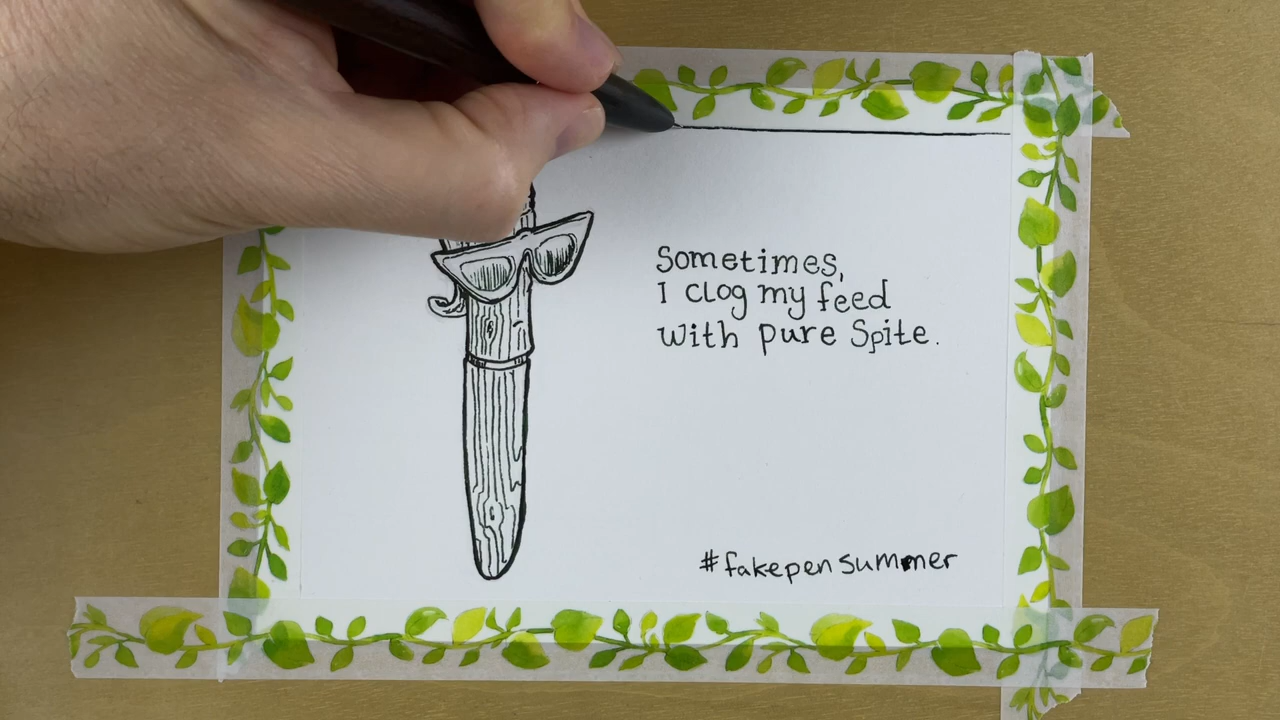 Sometimes,
I clog my feed
with pure Spite.
#fakepensummer